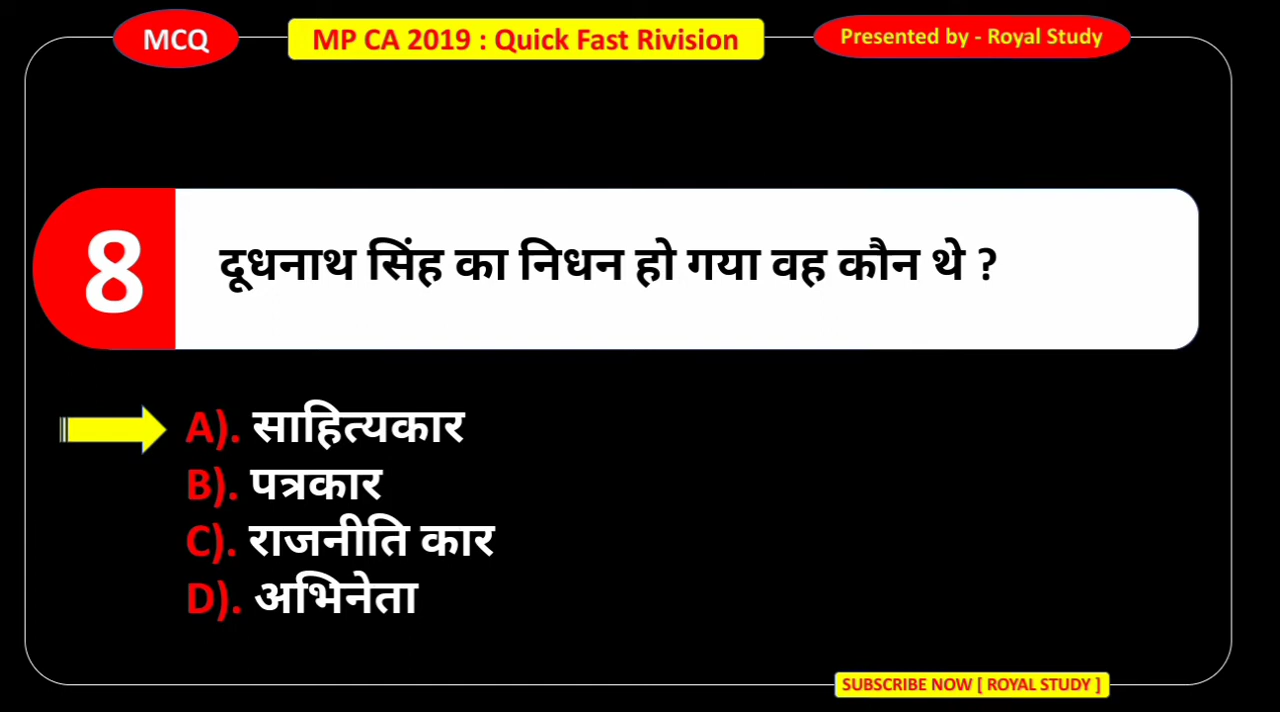 MCQ
MP CA 2019 : Quick Fast Rivision
Presented by - Royal Study
8
दूधनाथ सिंह का निधन हो गया वह कौन थे ?
A). साहित्यकार
B). पत्रकार
C). राजनीति कार
D). अभिनेता
SUBSCRIBE NOW [ ROYAL STUDY ]